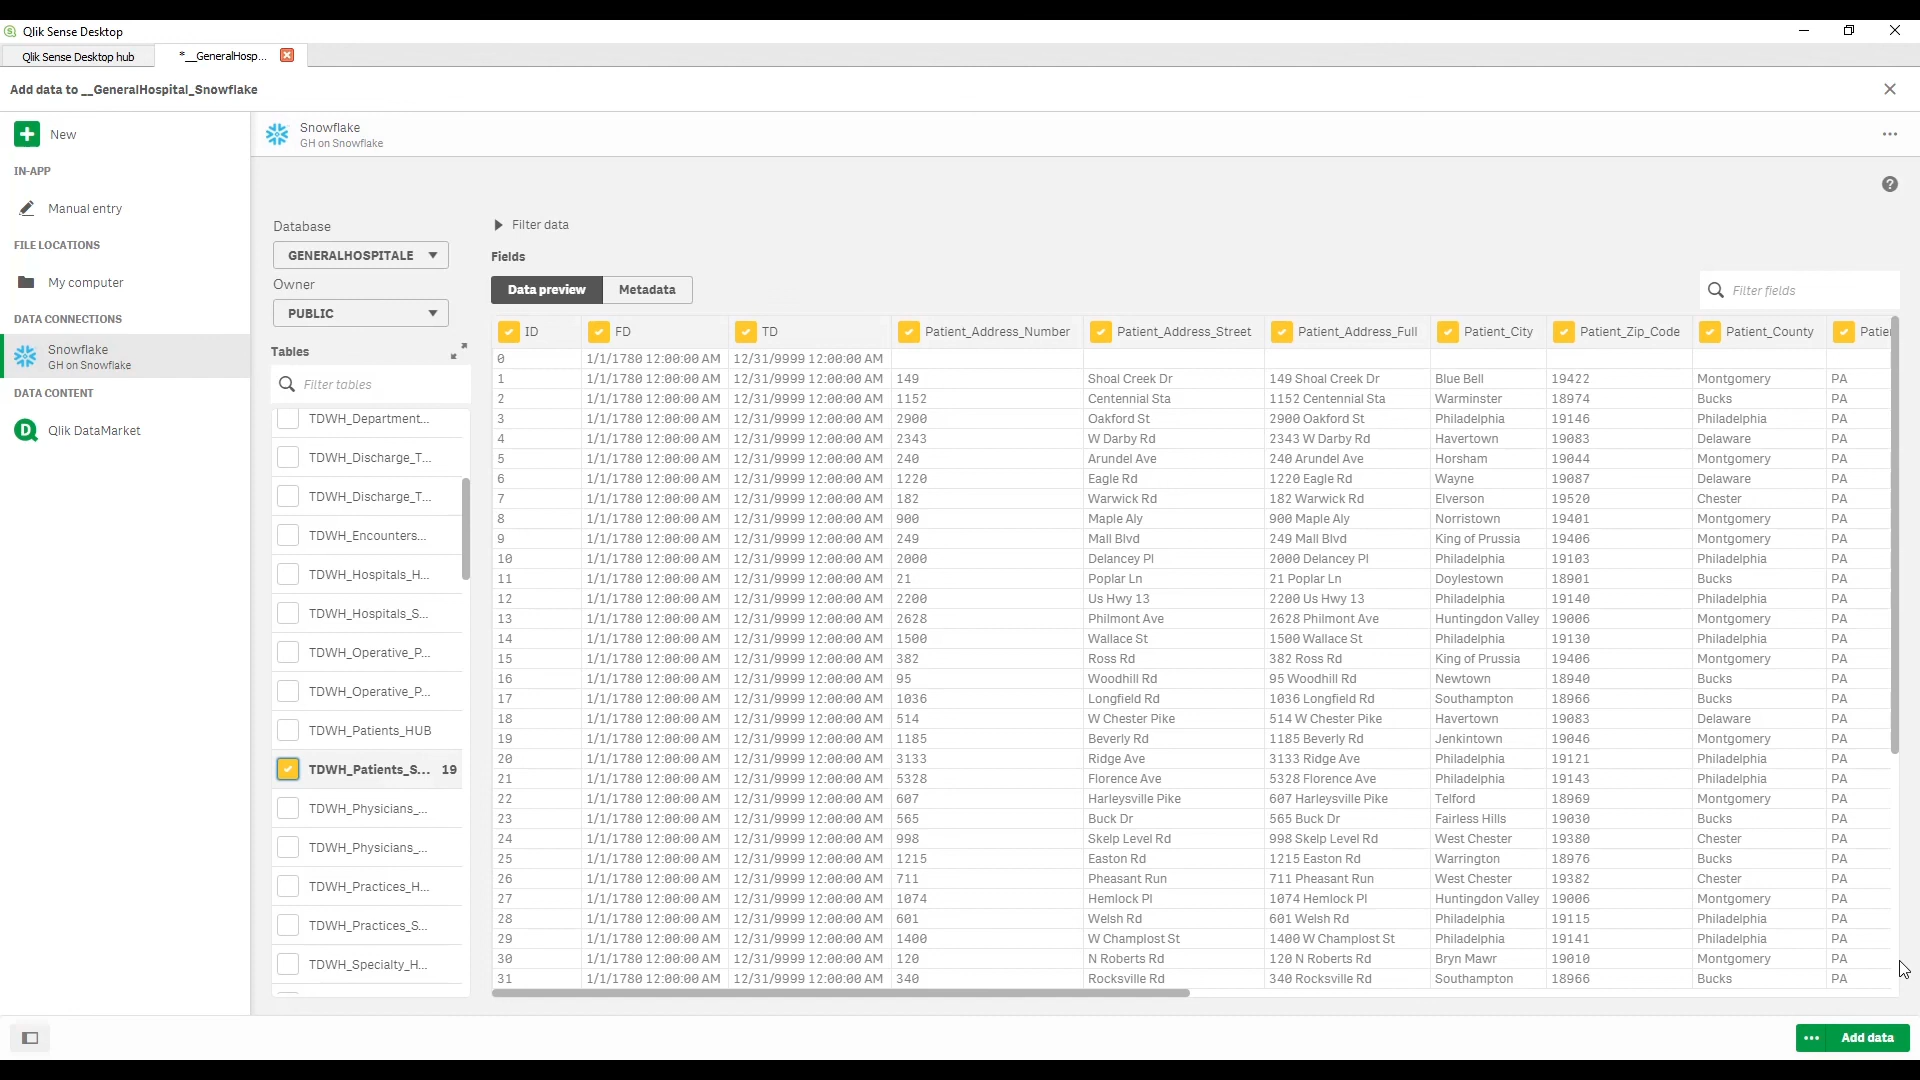 Qlik Sense Desktop
Qlik Sense Desktop hub
*__GeneralHosp...
Add data to __GeneralHospital_Snowflake
New
IN-APP
Manual entry
FILE LOCATIONS
My computer
DATA CONNECTIONS
Snowflake
GH on Snowflake
DATA CONTENT
Qlik DataMarket
Snowflake
GH on Snowflake
Database
GENERALHOSPITALE
Owner
PUBLIC
Tables
Filter tables
TDWH_Department...
TDWH_Discharge_T...
TDWH_Discharge_T...
TDWH_Encounters...
TDWH_Hospitals_H...
TDWH_Hospitals_S...
TDWH_Operative_P...
TDWH_Operative_P...
TDWH_Patients_HUB
TDWH_Patients_S... 19
TDWH_Physicians_...
TDWH_Physicians_...
TDWH_Practices_H...
TDWH_Practices_S...
TDWH_Specialty_H...
Filter data
Fields
Data preview Metadata
Filter fields
ID FD TD Patient_Address_Number Patient_Address_Street Patient_Address_Full Patient_City Patient_Zip_Code Patient_County Patie
0 1/1/1780 12:00:00 AM 12/31/9999 12:00:00 AM
1 1/1/1780 12:00:00 AM 12/31/9999 12:00:00 AM 149 Shoal Creek Dr 149 Shoal Creek Dr Blue Bell 19422 Montgomery PA
2 1/1/1780 12:00:00 AM 12/31/9999 12:00:00 AM 1152 Centennial Sta 1152 Centennial Sta Warminster 18974 Bucks PA
3 1/1/1780 12:00:00 AM 12/31/9999 12:00:00 AM 2900 Oakford St 2900 Oakford St Philadelphia 19146 Philadelphia PA
4 1/1/1780 12:00:00 AM 12/31/9999 12:00:00 AM 2343 W Darby Rd 2343 W Darby Rd Havertown 19083 Delaware PA
5 1/1/1780 12:00:00 AM 12/31/9999 12:00:00 AM 240 Arundel Ave 240 Arundel Ave Horsham 19044 Montgomery PA
6 1/1/1780 12:00:00 AM 12/31/9999 12:00:00 AM 1220 Eagle Rd 1220 Eagle Rd Wayne 19087 Delaware PA
7 1/1/1780 12:00:00 AM 12/31/9999 12:00:00 AM 182 Warwick Rd 182 Warwick Rd Elverson 19520 Chester PA
8 1/1/1780 12:00:00 AM 12/31/9999 12:00:00 AM 900 Maple Aly 900 Maple Aly Norristown 19401 Montgomery PA
9 1/1/1780 12:00:00 AM 12/31/9999 12:00:00 AM 249 Mall Blvd 249 Mall Blvd King of Prussia 19406 Montgomery PA
10 1/1/1780 12:00:00 AM 12/31/9999 12:00:00 AM 2000 Delancey Pl 2000 Delancey Pl Philadelphia 19103 Philadelphia PA
11 1/1/1780 12:00:00 AM 12/31/9999 12:00:00 AM 21 Poplar Ln 21 Poplar Ln Doylestown 18901 Bucks PA
12 1/1/1780 12:00:00 AM 12/31/9999 12:00:00 AM 2200 Us Hwy 13 2200 Us Hwy 13 Philadelphia 19140 Philadelphia PA
13 1/1/1780 12:00:00 AM 12/31/9999 12:00:00 AM 2628 Philmont Ave 2628 Philmont Ave Huntingdon Valley 19006 Montgomery PA
14 1/1/1780 12:00:00 AM 12/31/9999 12:00:00 AM 1500 Wallace St 1500 Wallace St Philadelphia 19130 Philadelphia PA
15 1/1/1780 12:00:00 AM 12/31/9999 12:00:00 AM 382 Ross Rd 382 Ross Rd King of Prussia 19406 Montgomery PA
16 1/1/1780 12:00:00 AM 12/31/9999 12:00:00 AM 95 Woodhill Rd 95 Woodhill Rd Newtown 18940 Bucks PA
17 1/1/1780 12:00:00 AM 12/31/9999 12:00:00 AM 1036 Longfield Rd 1036 Longfield Rd Southampton 18966 Bucks PA
18 1/1/1780 12:00:00 AM 12/31/9999 12:00:00 AM 514 W Chester Pike 514 W Chester Pike Havertown 19083 Delaware PA
19 1/1/1780 12:00:00 AM 12/31/9999 12:00:00 AM 1185 Beverly Rd 1185 Beverly Rd Jenkintown 19046 Montgomery PA
20 1/1/1780 12:00:00 AM 12/31/9999 12:00:00 AM 3133 Ridge Ave 3133 Ridge Ave Philadelphia 19121 Philadelphia PA
21 1/1/1780 12:00:00 AM 12/31/9999 12:00:00 AM 5328 Florence Ave 5328 Florence Ave Philadelphia 19143 Philadelphia PA
22 1/1/1780 12:00:00 AM 12/31/9999 12:00:00 AM 607 Harleysville Pike 607 Harleysville Pike Telford 18969 Montgomery PA
23 1/1/1780 12:00:00 AM 12/31/9999 12:00:00 AM 565 Buck Dr 565 Buck Dr Fairless Hills 19030 Bucks PA
24 1/1/1780 12:00:00 AM 12/31/9999 12:00:00 AM 998 Skelp Level Rd 998 Skelp Level Rd West Chester 19380 Chester PA
25 1/1/1780 12:00:00 AM 12/31/9999 12:00:00 AM 1215 Easton Rd 1215 Easton Rd Warrington 18976 Bucks PA
26 1/1/1780 12:00:00 AM 12/31/9999 12:00:00 AM 711 Pheasant Run 711 Pheasant Run West Chester 19382 Chester PA
27 1/1/1780 12:00:00 AM 12/31/9999 12:00:00 AM 1074 Hemlock Pl 1074 Hemlock Pl Huntingdon Valley 19006 Montgomery PA
28 1/1/1780 12:00:00 AM 12/31/9999 12:00:00 AM 601 Welsh Rd 601 Welsh Rd Philadelphia 19115 Philadelphia PA
29 1/1/1780 12:00:00 AM 12/31/9999 12:00:00 AM 1400 W Champlost St 1400 W Champlost St Philadelphia 19141 Philadelphia PA
30 1/1/1780 12:00:00 AM 12/31/9999 12:00:00 AM 120 N Roberts Rd 120 N Roberts Rd Bryn Mawr 19010 Montgomery PA
31 1/1/1780 12:00:00 AM 12/31/9999 12:00:00 AM 340 Rocksville Rd 340 Rocksville Rd Southampton 18966 Bucks PA
Add data